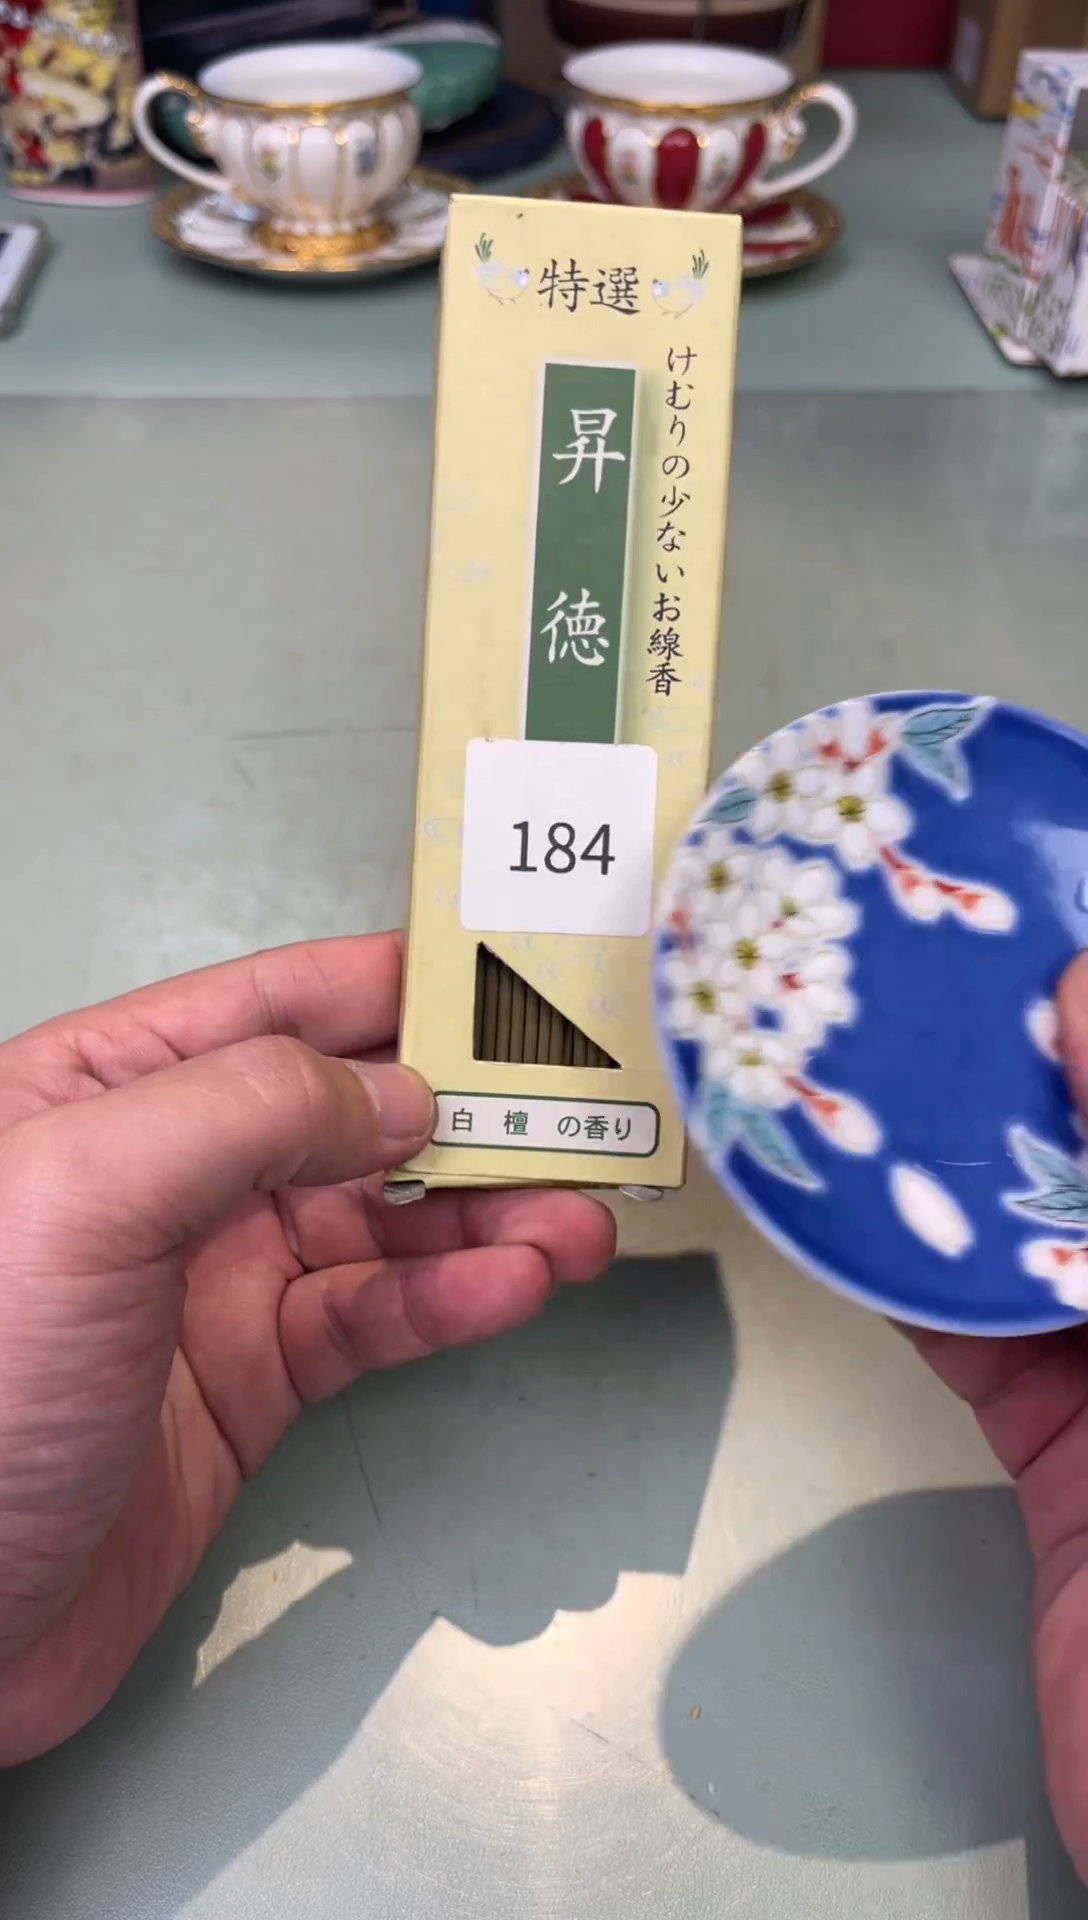 特選
けむりの少ないお線香
昇徳
184
白檀の香り